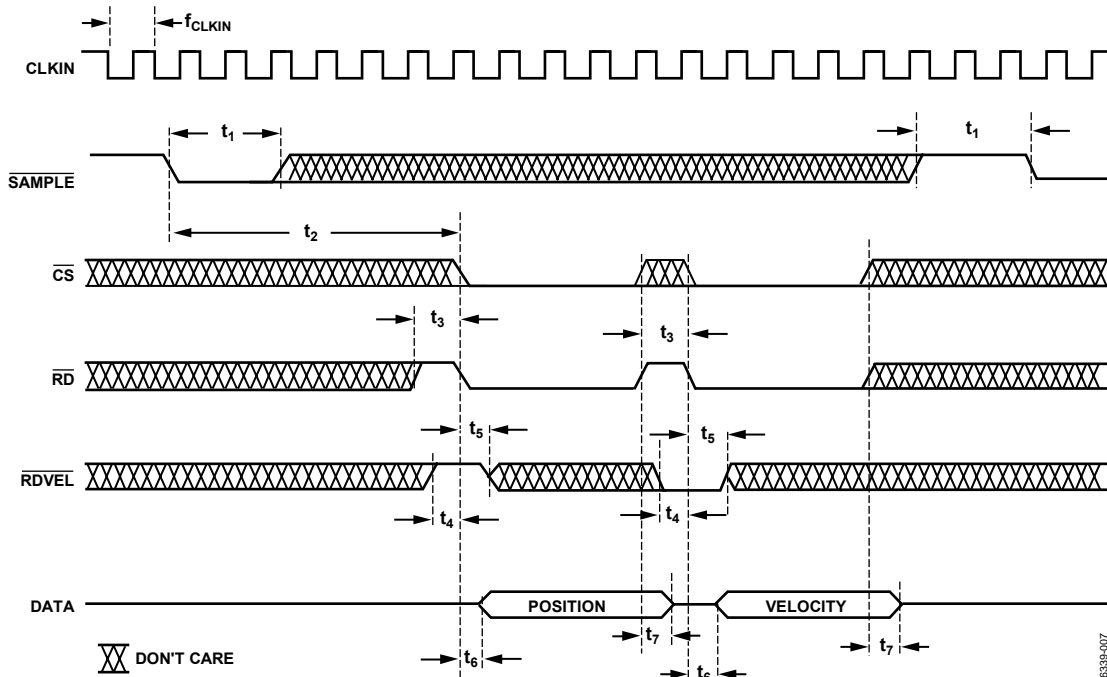 fCLKIN
CLKIN
t1
t1
SAMPLE
t2
CS
t3
t3
RD
t5
t5
RDVEL
t4
t4
DATA
POSITION
VELOCITY
t6
t7
t6
t7
DON'T CARE
6339-007